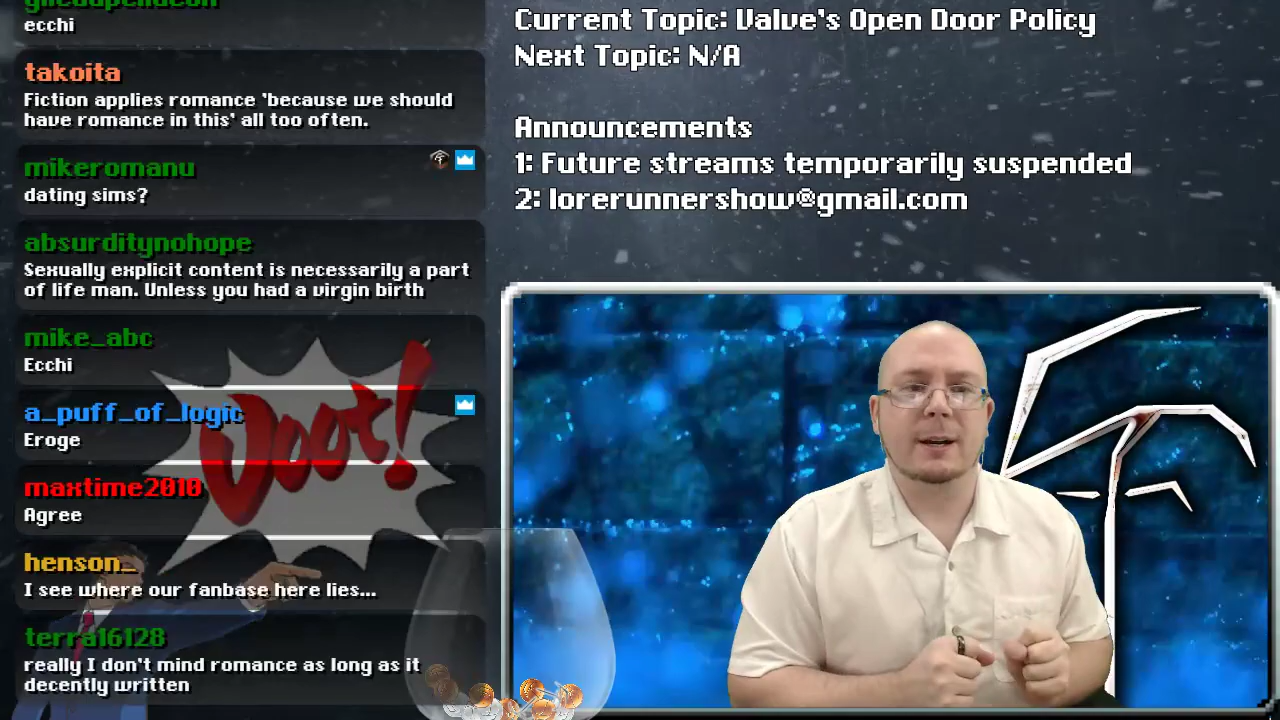 ecchi
takoita
Fiction applies romance 'because we should
have romance in this' all too often.
mikeromanu
dating sims?
absurditynohope
Sexually explicit content is necessarily a part
of life man. Unless you had a virgin birth
mike_abc
Ecchi
a_puff_of_logic
Eroge
maxtime2010
Agree
henson_
I see where our fanbase here lies...
terra16128
really I don't mind romance as long as it
decently written
Woot!
Current Topic: Valve's Open Door Policy
Next Topic: N/A
Announcements
1: Future streams temporarily suspended
2: lorerunnershow@gmail.com